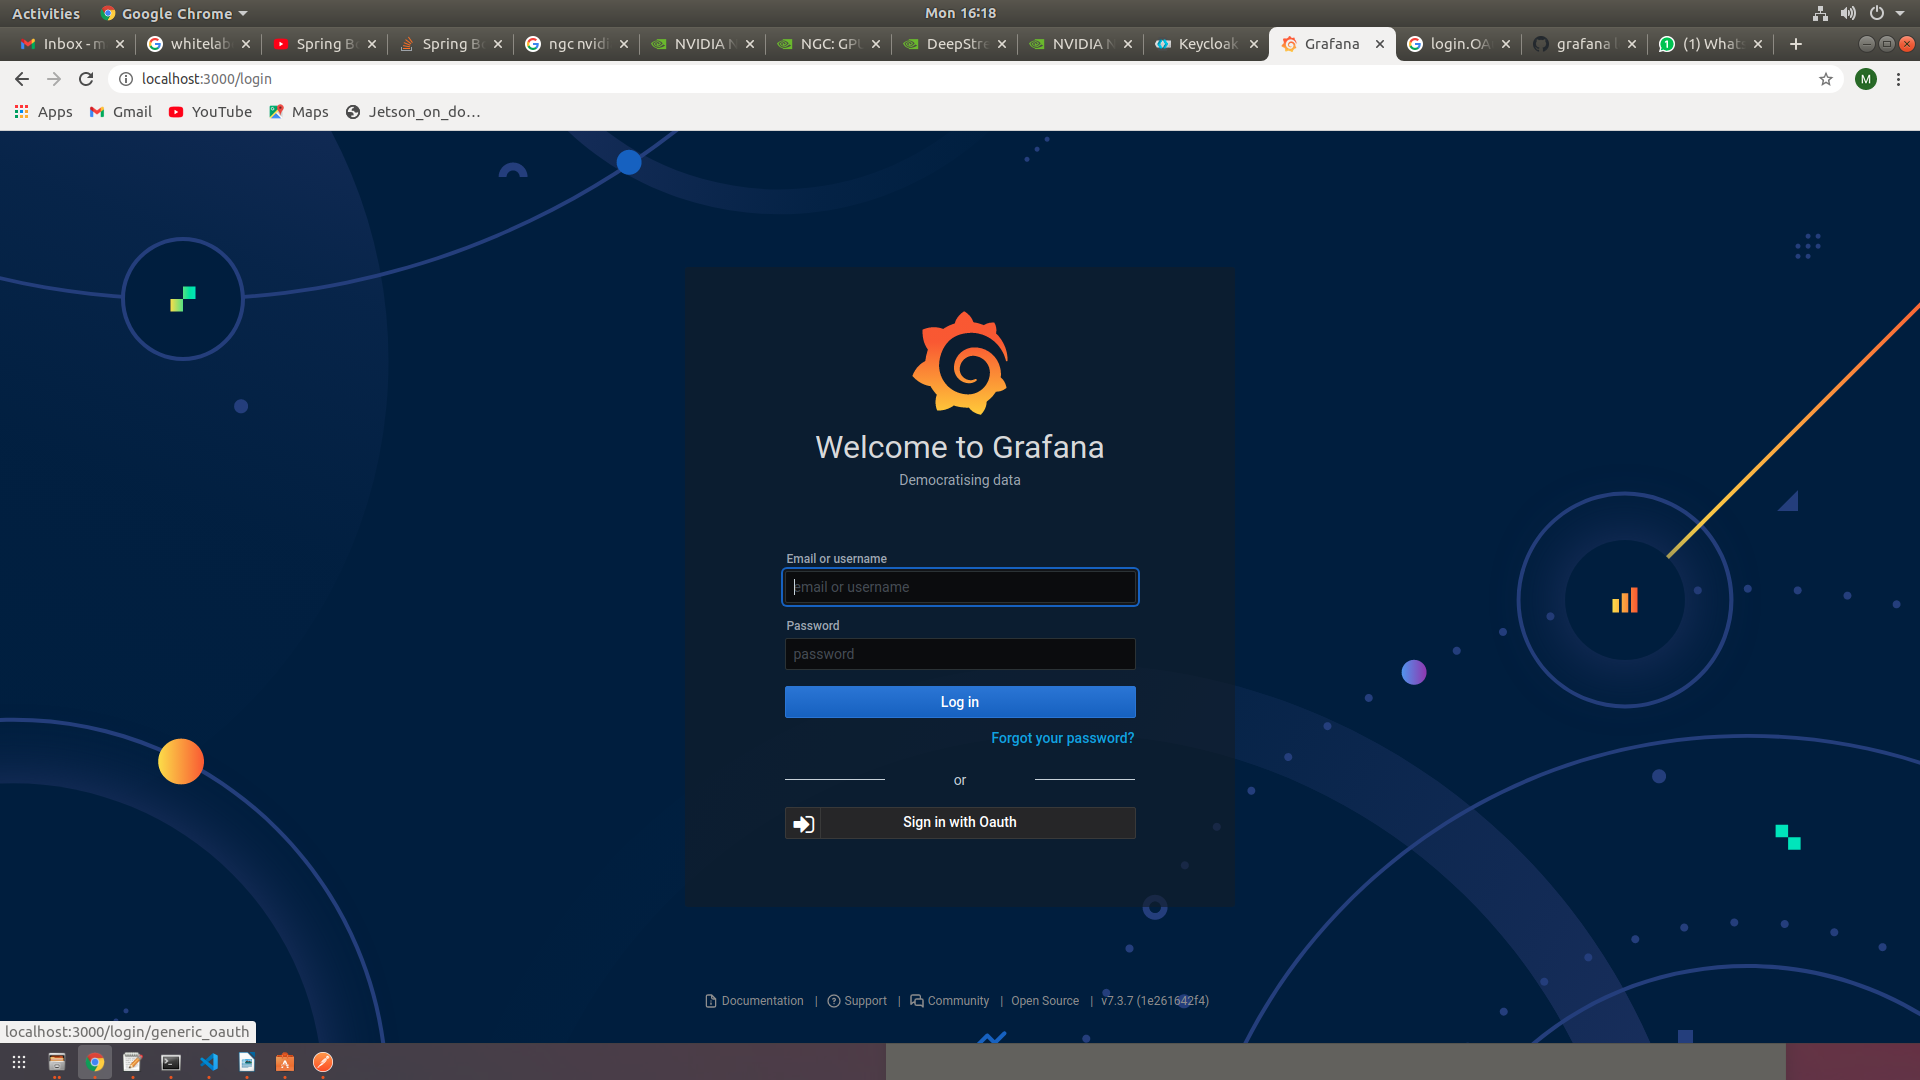 Activities
Google Chrome
Mon 16:18
Inbox - m
whitelab
Spring Bo
Spring Bo
ngc nvidi
NVIDIA N
NGC: GPU
DeepStre
NVIDIA N
Keycloak
Grafana
login.OA
grafana l
(1) Whats
localhost:3000/login
M
Apps
Gmail
YouTube
Maps
Jetson_on_do…
Welcome to Grafana
Democratising data
Email or username
email or username
Password
password
Log in
Forgot your password?
or
Sign in with Oauth
Documentation | Support | Community | Open Source | v7.3.7 (1e261642f4)
localhost:3000/login/generic_oauth